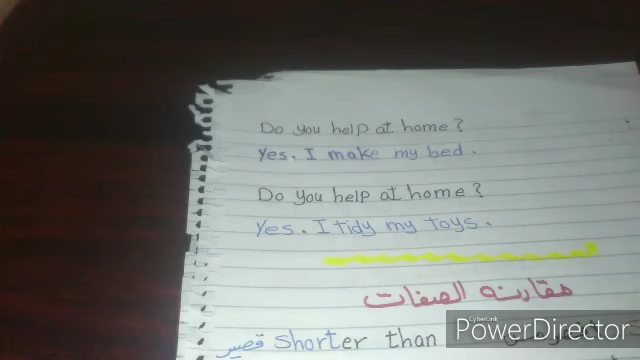 Do you help at home?
Yes. I make my bed.
Do you help at home?
Yes. I tidy my toys.
مقارنه الصفات
قصير shorter than
CyberLink
PowerDirector